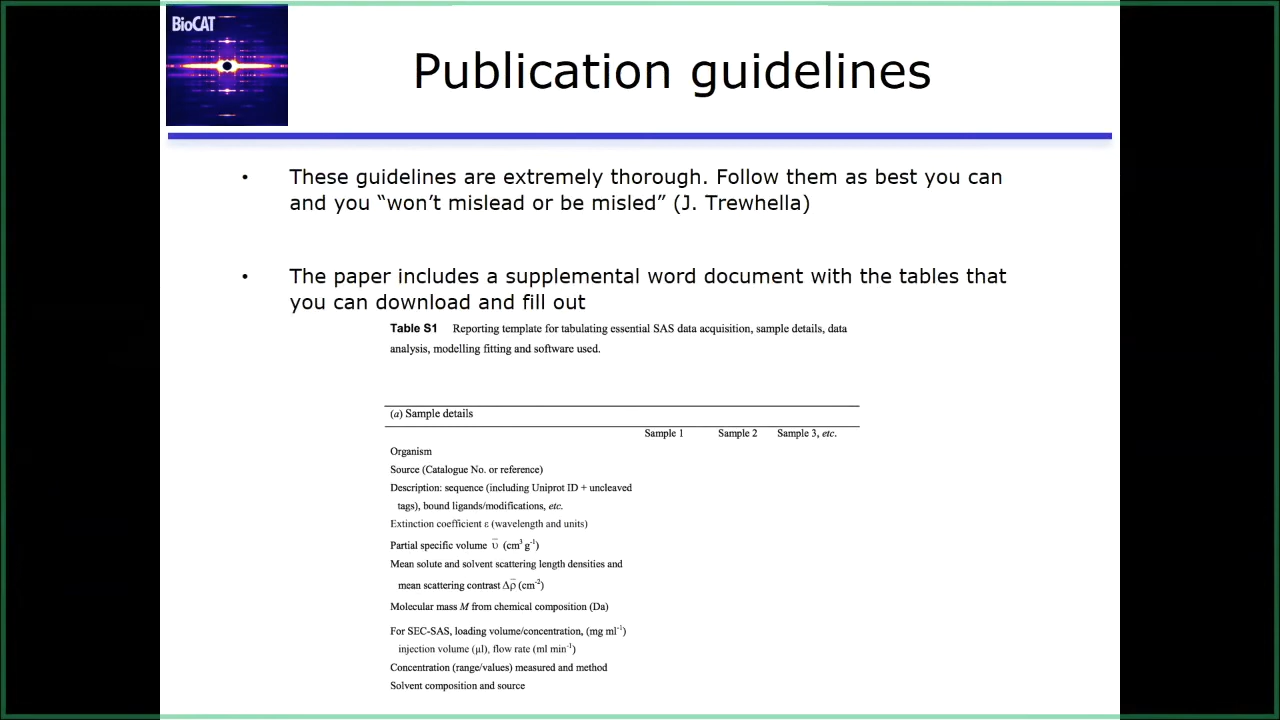 BioCAT
Publication guidelines
• These guidelines are extremely thorough. Follow them as best you can
and you “won’t mislead or be misled” (J. Trewhella)
• The paper includes a supplemental word document with the tables that
you can download and fill out
Table S1 Reporting template for tabulating essential SAS data acquisition, sample details, data
analysis, modelling fitting and software used.
(a) Sample details
Sample 1 Sample 2 Sample 3, etc.
Organism
Source (Catalogue No. or reference)
Description: sequence (including Uniprot ID + uncleaved
tags), bound ligands/modifications, etc.
Extinction coefficient ε (wavelength and units)
Partial specific volume ῡ (cm³ g⁻¹)
Mean solute and solvent scattering length densities and
mean scattering contrast Δρ̄ (cm⁻²)
Molecular mass M from chemical composition (Da)
For SEC-SAS, loading volume/concentration, (mg ml⁻¹)
injection volume (µl), flow rate (ml min⁻¹)
Concentration (range/values) measured and method
Solvent composition and source